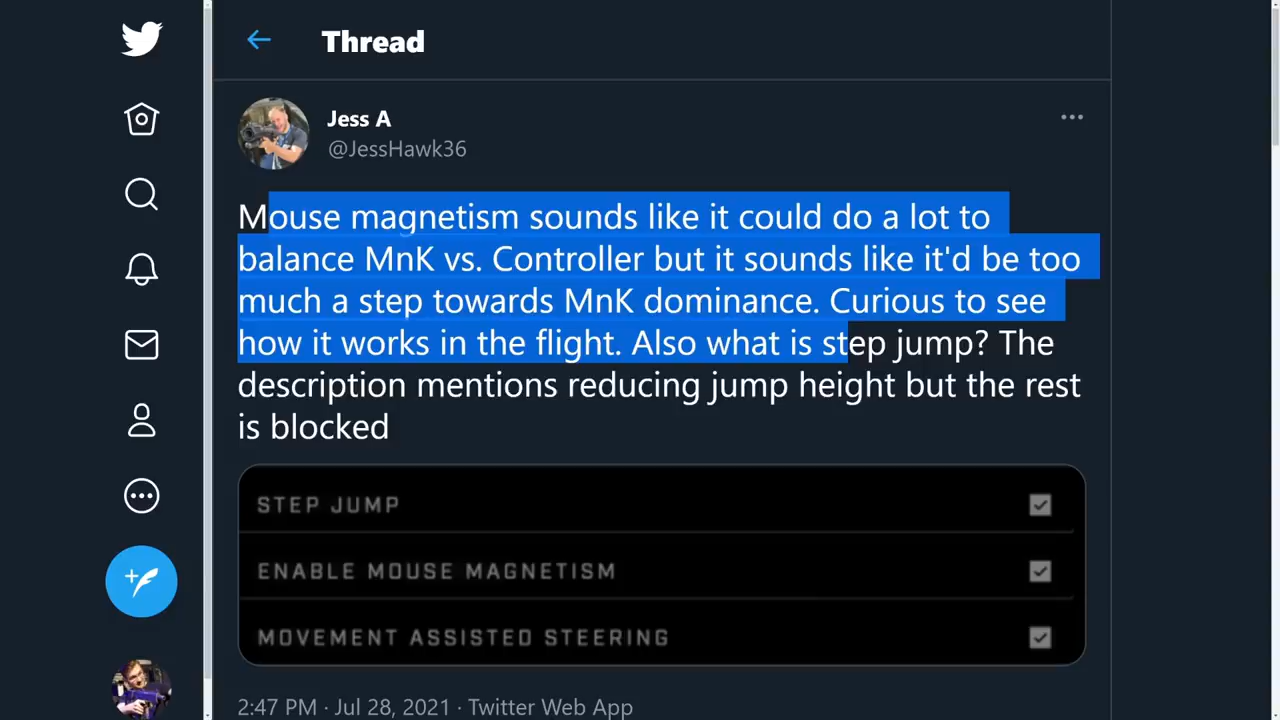 Thread
Jess A
@JessHawk36
Mouse magnetism sounds like it could do a lot to
balance MnK vs. Controller but it sounds like it'd be too
much a step towards MnK dominance. Curious to see
how it works in the flight. Also what is step jump? The
description mentions reducing jump height but the rest
is blocked
STEP JUMP
ENABLE MOUSE MAGNETISM
MOVEMENT ASSISTED STEERING
2:47 PM · Jul 28, 2021 · Twitter Web App